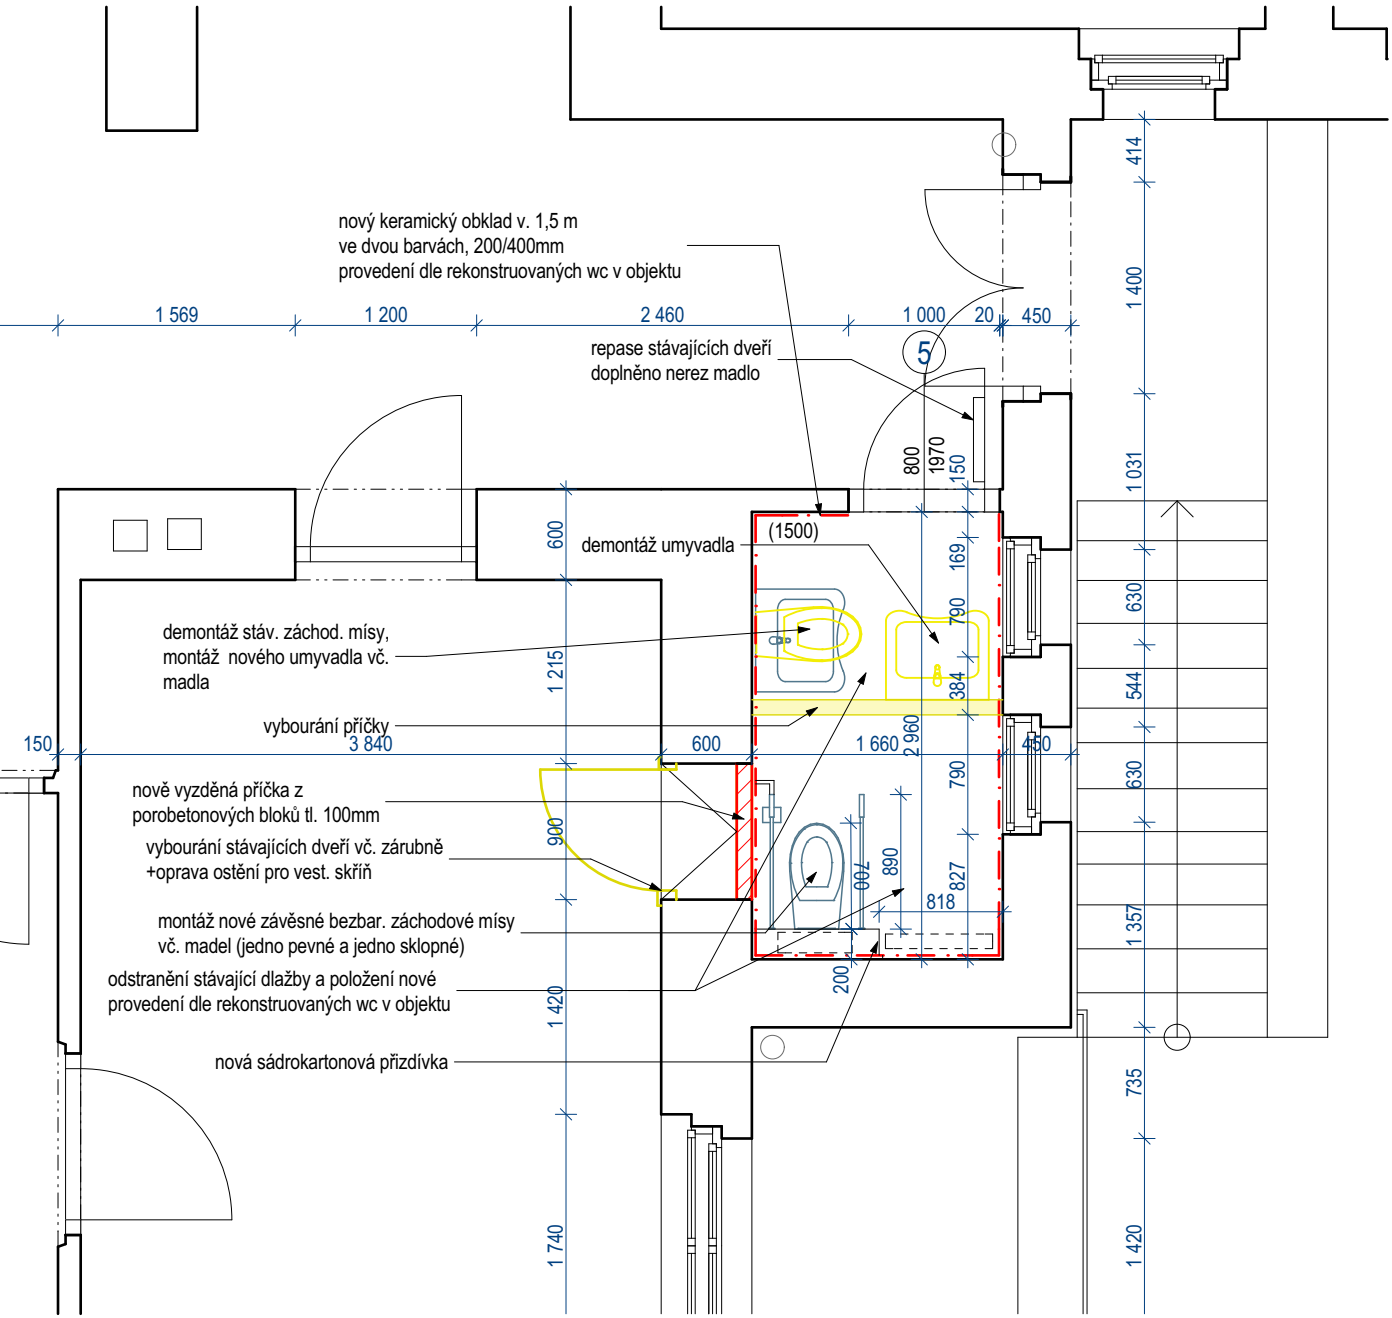 414
nový keramický obklad v. 1,5 m
ve dvou barvách, 200/400mm
provedení dle rekonstruovaných wc v objektu
1 400
1 569
1 200
2 460
1 000
20
450
repase stávajících dveří
doplněno nerez madlo
5
800
1970
150
1 031
600
(1500)
demontáž umyvadla
169
790
630
demontáž stáv. záchod. mísy,
montáž nového umyvadla vč.
madla
1 215
384
544
vybourání příčky
2 960
150
3 840
600
1 660
450
790
630
nově vyzděná příčka z
porobetonových bloků tl. 100mm
900
vybourání stávajících dveří vč. zárubně
+oprava ostění pro vest. skříň
700
890
827
818
montáž nové závěsné bezbar. záchodové mísy
vč. madel (jedno pevné a jedno sklopné)
1 357
odstranění stávající dlažby a položení nové
provedení dle rekonstruovaných wc v objektu
200
1 420
nová sádrokartonová přizdívka
735
1 740
1 420